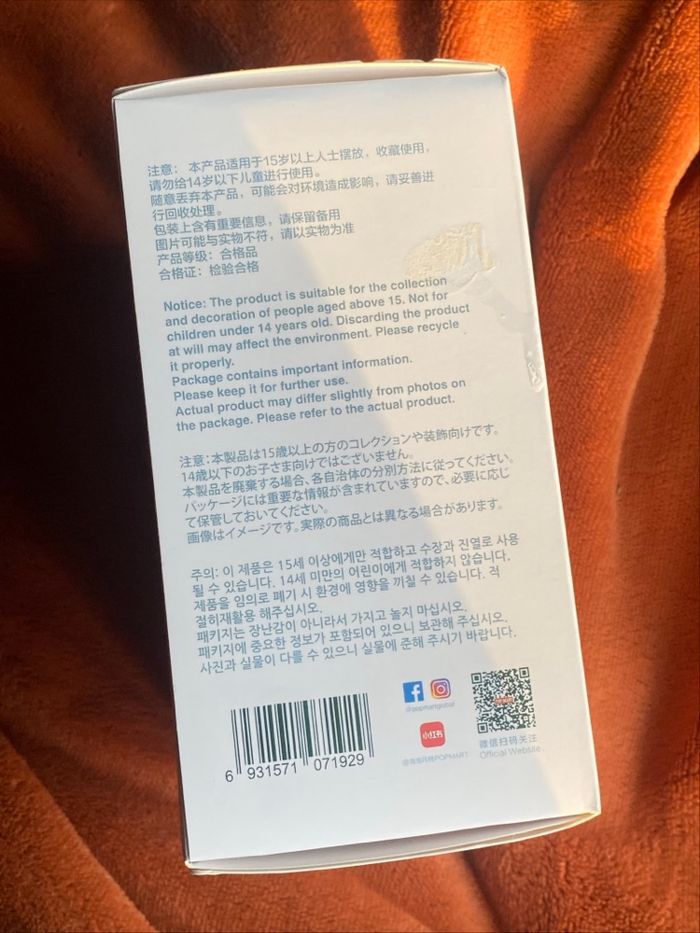 注意： 本产品适用于15岁以上人士摆放，收藏使用，
请勿给14岁以下儿童进行使用。
随意丢弃本产品，可能会对环境造成影响，请妥善进
行回收处理。
包装上含有重要信息，请保留备用
图片可能与实物不符，请以实物为准
产品等级：合格品
合格证：检验合格
Notice: The product is suitable for the collection
and decoration of people aged above 15. Not for
children under 14 years old. Discarding the product
at will may affect the environment. Please recycle
it properly.
Package contains important information.
Please keep it for further use.
Actual product may differ slightly from photos on
the package. Please refer to the actual product.
注意：本製品は15歳以上の方のコレクションや装飾向けです。
14歳以下のお子さま向けではございません。
本製品を廃棄する場合、各自治体の分別方法に従ってください。
パッケージには重要な情報が含まれていますので、必要に応じ
て保管しておいてください。
画像はイメージです。実際の商品とは異なる場合があります。
주의: 이 제품은 15세 이상에게만 적합하고 수장과 진열로 사용
될 수 있습니다. 14세 미만의 어린이에게 적합하지 않습니다.
제품을 임의로 폐기 시 환경에 영향을 끼칠 수 있습니다. 적
절히재활용 해주십시오.
패키지는 장난감이 아니라서 가지고 놀지 마십시오.
패키지에 중요한 정보가 포함되어 있으니 보관해 주십시오.
사진과 실물이 다를 수 있으니 실물에 준해 주시기 바랍니다.
@popmartglobal
小红书
POPMART
微信扫码关注
Official Website
6 931571 071929